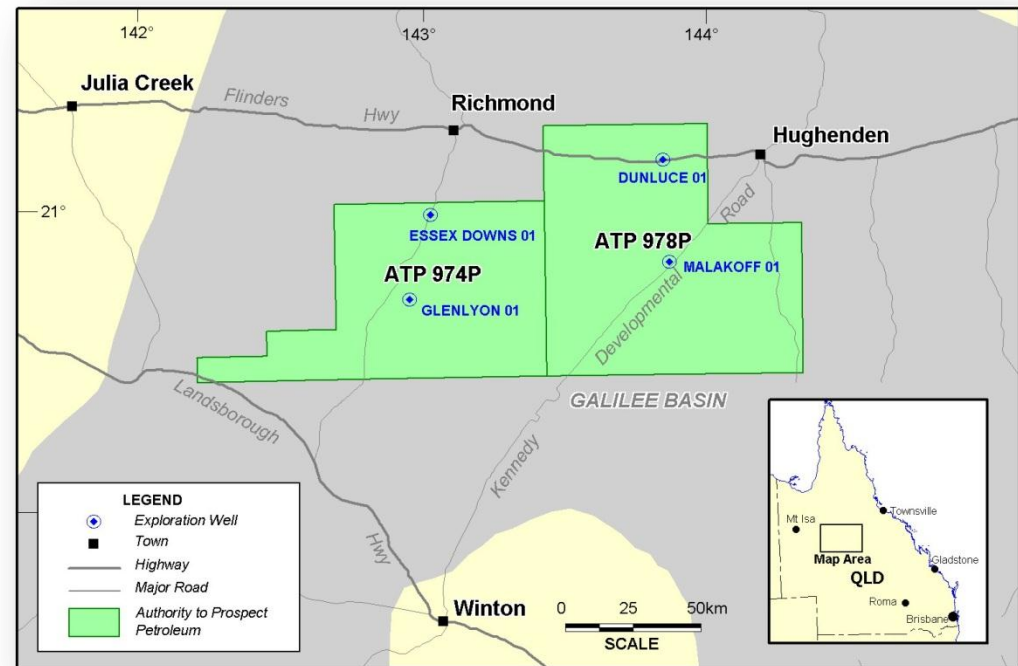 142°
143°
144°
Julia Creek
Flinders
Hwy
Richmond
Hughenden
DUNLUCE 01
21°
ESSEX DOWNS 01
ATP 974P
ATP 978P
Road
MALAKOFF 01
GLENLYON 01
Developmental
Landsborough
GALILEE BASIN
Kennedy
Hwy
Winton
LEGEND
Exploration Well
Town
Highway
Major Road
Authority to Prospect
Petroleum
0 25 50km
SCALE
Townsville
Mt Isa
Map Area
Gladstone
QLD
Roma
Brisbane